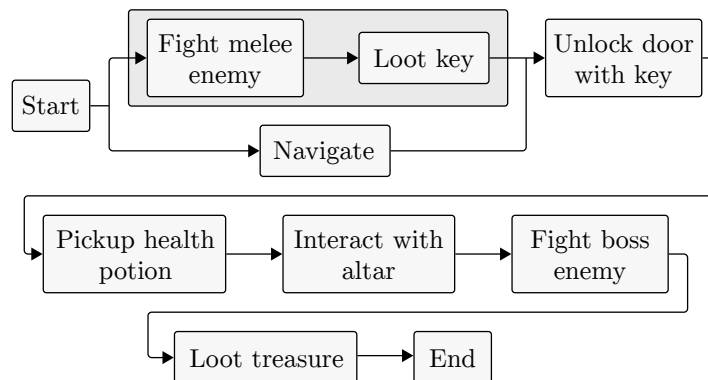 Fight melee
enemy
Loot key
Unlock door
with key
Start
Navigate
Pickup health
potion
Interact with
altar
Fight boss
enemy
Loot treasure
End